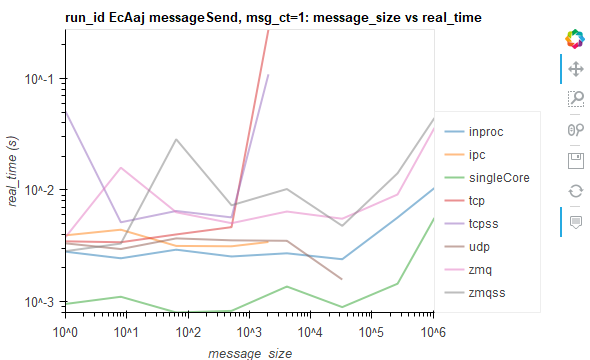 run_id EcAaj messageSend, msg_ct=1: message_size vs real_time
real_time (s)
10^-1
10^-2
10^-3
10^0
10^1
10^2
10^3
10^4
10^5
10^6
message_size
inproc
ipc
singleCore
tcp
tcpss
udp
zmq
zmqss